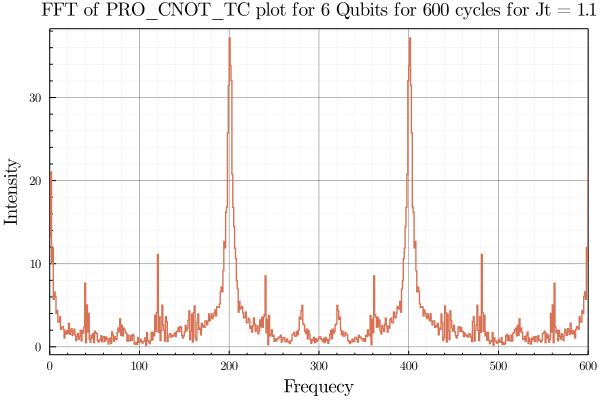 FFT of PRO_CNOT_TC plot for 6 Qubits for 600 cycles for Jt = 1.1
Intensity
30
20
10
0
0 100 200 300 400 500 600
Frequecy